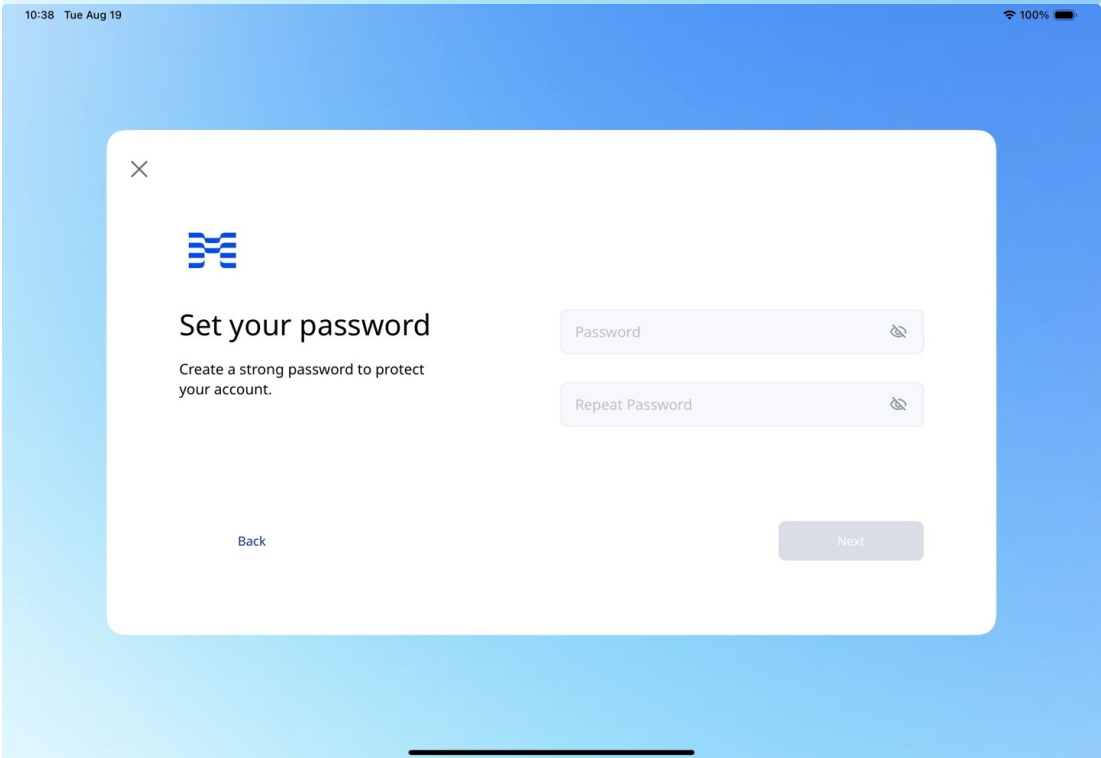 10:38 Tue Aug 19
100%
Set your password
Create a strong password to protect
your account.
Password
Repeat Password
Back
Next